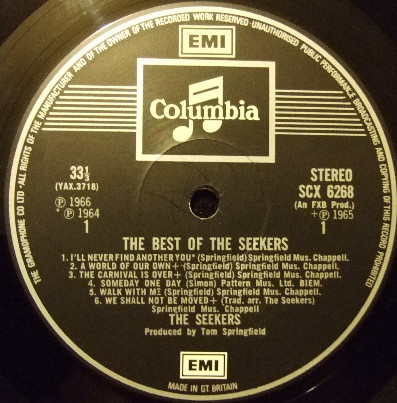 EMI
THE GRAMOPHONE CO LTD·ALL RIGHTS OF THE MANUFACTURER AND OF THE OWNER OF THE RECORDED WORK RESERVED·UNAUTHORISED PUBLIC PERFORMANCE BROADCASTING AND COPYING OF THIS RECORD PROHIBITED
Columbia
33⅓
(YAX.3718)
STEREO
SCX 6268
(An FXB Prod.)
℗ 1966
* ℗ 1964
+℗ 1965
1
1
THE BEST OF THE SEEKERS
1. I'LL NEVER FIND ANOTHER YOU* (Springfield) Springfield Mus. Chappell.
2. A WORLD OF OUR OWN+ (Springfield) Springfield Mus. Chappell.
3. THE CARNIVAL IS OVER+ (Springfield) Springfield Mus. Chappell.
4. SOMEDAY ONE DAY (Simon) Pattern Mus. Ltd. BIEM.
5. WALK WITH ME (Springfield) Springfield Mus. Chappell.
6. WE SHALL NOT BE MOVED+ (Trad. arr. The Seekers)
Springfield Mus. Chappell
THE SEEKERS
Produced by Tom Springfield
EMI
MADE IN GT. BRITAIN